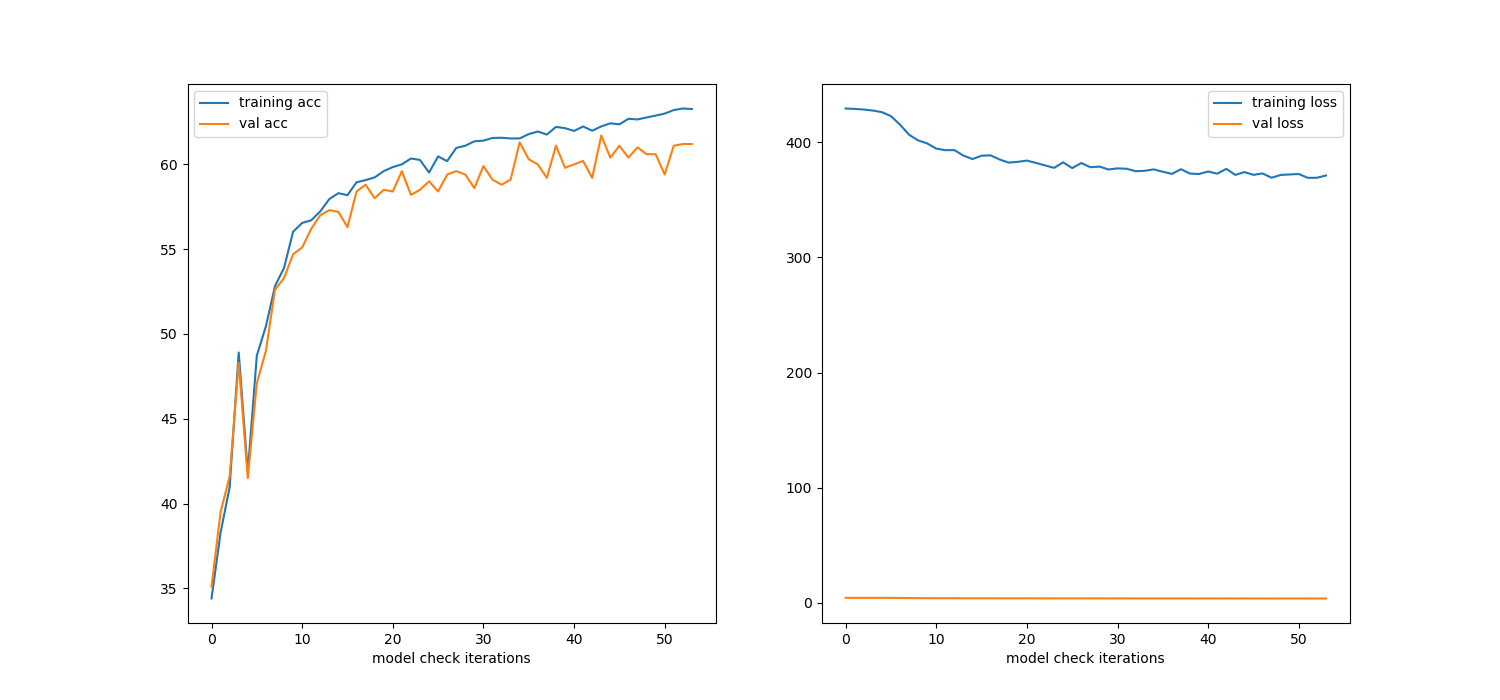 training acc
val acc
60
55
50
45
40
35
0 10 20 30 40 50
model check iterations
training loss
val loss
400
300
200
100
0
0 10 20 30 40 50
model check iterations